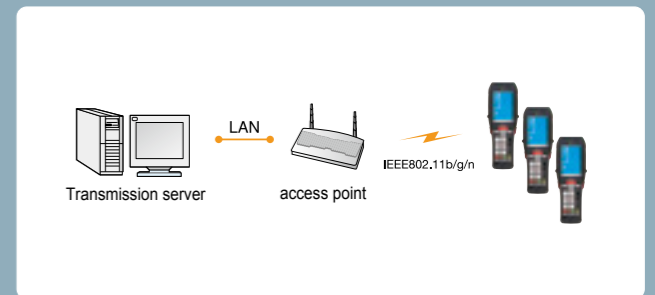 LAN
IEEE802.11b/g/n
Transmission server
access point